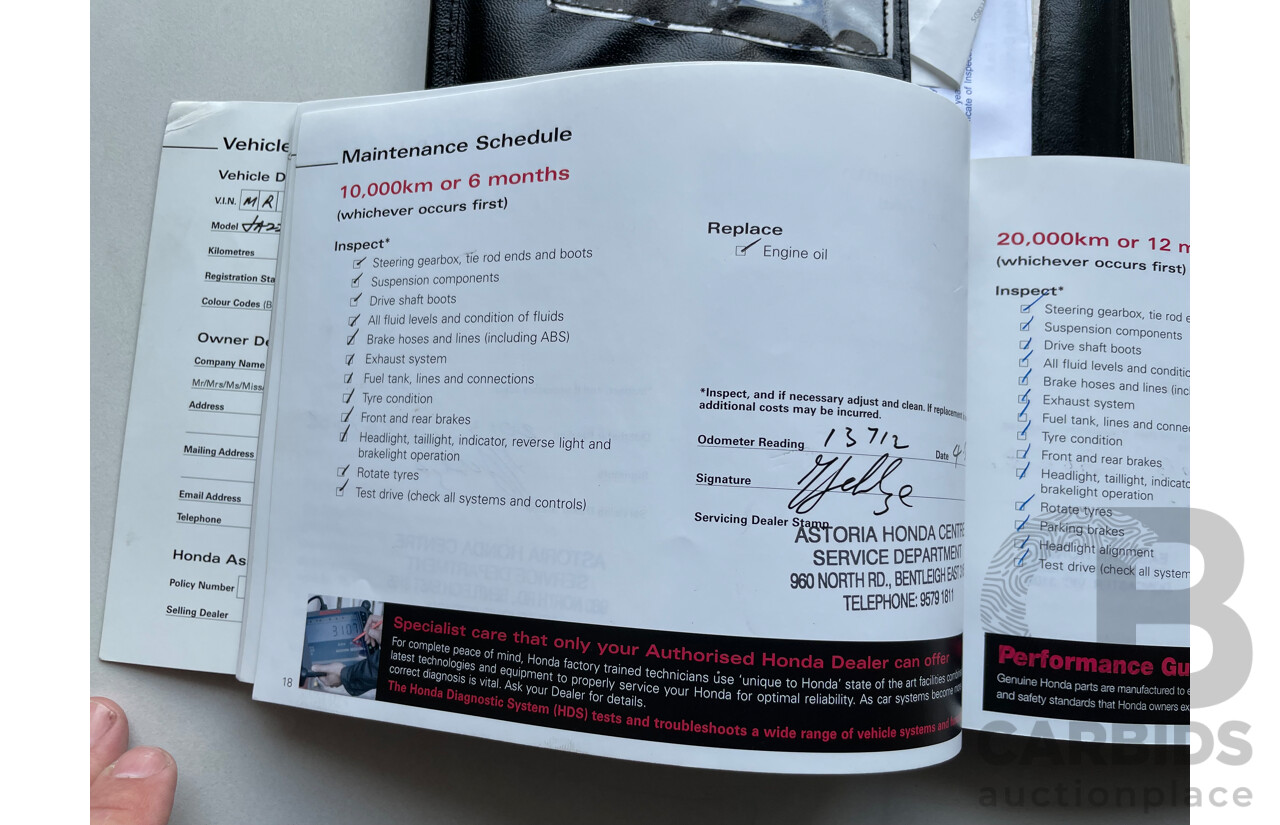 Vehicle
Vehicle D
V.I.N. M R
Model JAZZ
Kilometres
Registration Sta
Colour Codes (B
Owner De
Company Name
Mr/Mrs/Ms/Miss
Address
Mailing Address
Email Address
Telephone
Honda As
Policy Number
Selling Dealer
Maintenance Schedule
10,000km or 6 months
(whichever occurs first)
Inspect*
Steering gearbox, tie rod ends and boots
Suspension components
Drive shaft boots
All fluid levels and condition of fluids
Brake hoses and lines (including ABS)
Exhaust system
Fuel tank, lines and connections
Tyre condition
Front and rear brakes
Headlight, taillight, indicator, reverse light and
brakelight operation
Rotate tyres
Test drive (check all systems and controls)
Replace
Engine oil
*Inspect, and if necessary adjust and clean. If replacement
additional costs may be incurred.
Odometer Reading 13712 Date 4
Signature
Servicing Dealer Stamp
ASTORIA HONDA CENTRE
SERVICE DEPARTMENT
960 NORTH RD., BENTLEIGH EAST
TELEPHONE: 9579 1811
3107
Specialist care that only your Authorised Honda Dealer can offer
For complete peace of mind, Honda factory trained technicians use 'unique to Honda' state of the art facilities combined
latest technologies and equipment to properly service your Honda for optimal reliability. As car systems become more
correct diagnosis is vital. Ask your Dealer for details.
The Honda Diagnostic System (HDS) tests and troubleshoots a wide range of vehicle systems and
18
20,000km or 12 m
(whichever occurs first)
Inspect*
Steering gearbox, tie rod e
Suspension components
Drive shaft boots
All fluid levels and conditio
Brake hoses and lines (incl
Exhaust system
Fuel tank, lines and conne
Tyre condition
Front and rear brakes
Headlight, taillight, indicato
brakelight operation
Rotate tyres
Parking brakes
Headlight alignment
Test drive (check all system
Performance Gu
Genuine Honda parts are manufactured to e
and safety standards that Honda owners ex
icate of Inspec
CARBIDS
auctionplace